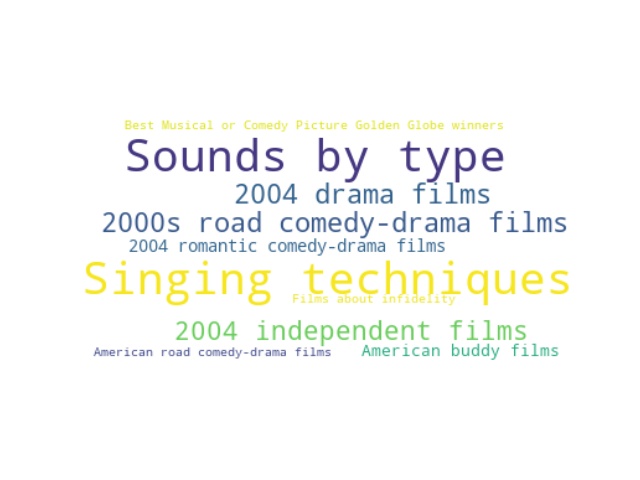 Best Musical or Comedy Picture Golden Globe winners
Sounds by type
2004 drama films
2000s road comedy-drama films
2004 romantic comedy-drama films
Singing techniques
Films about infidelity
2004 independent films
American road comedy-drama films
American buddy films